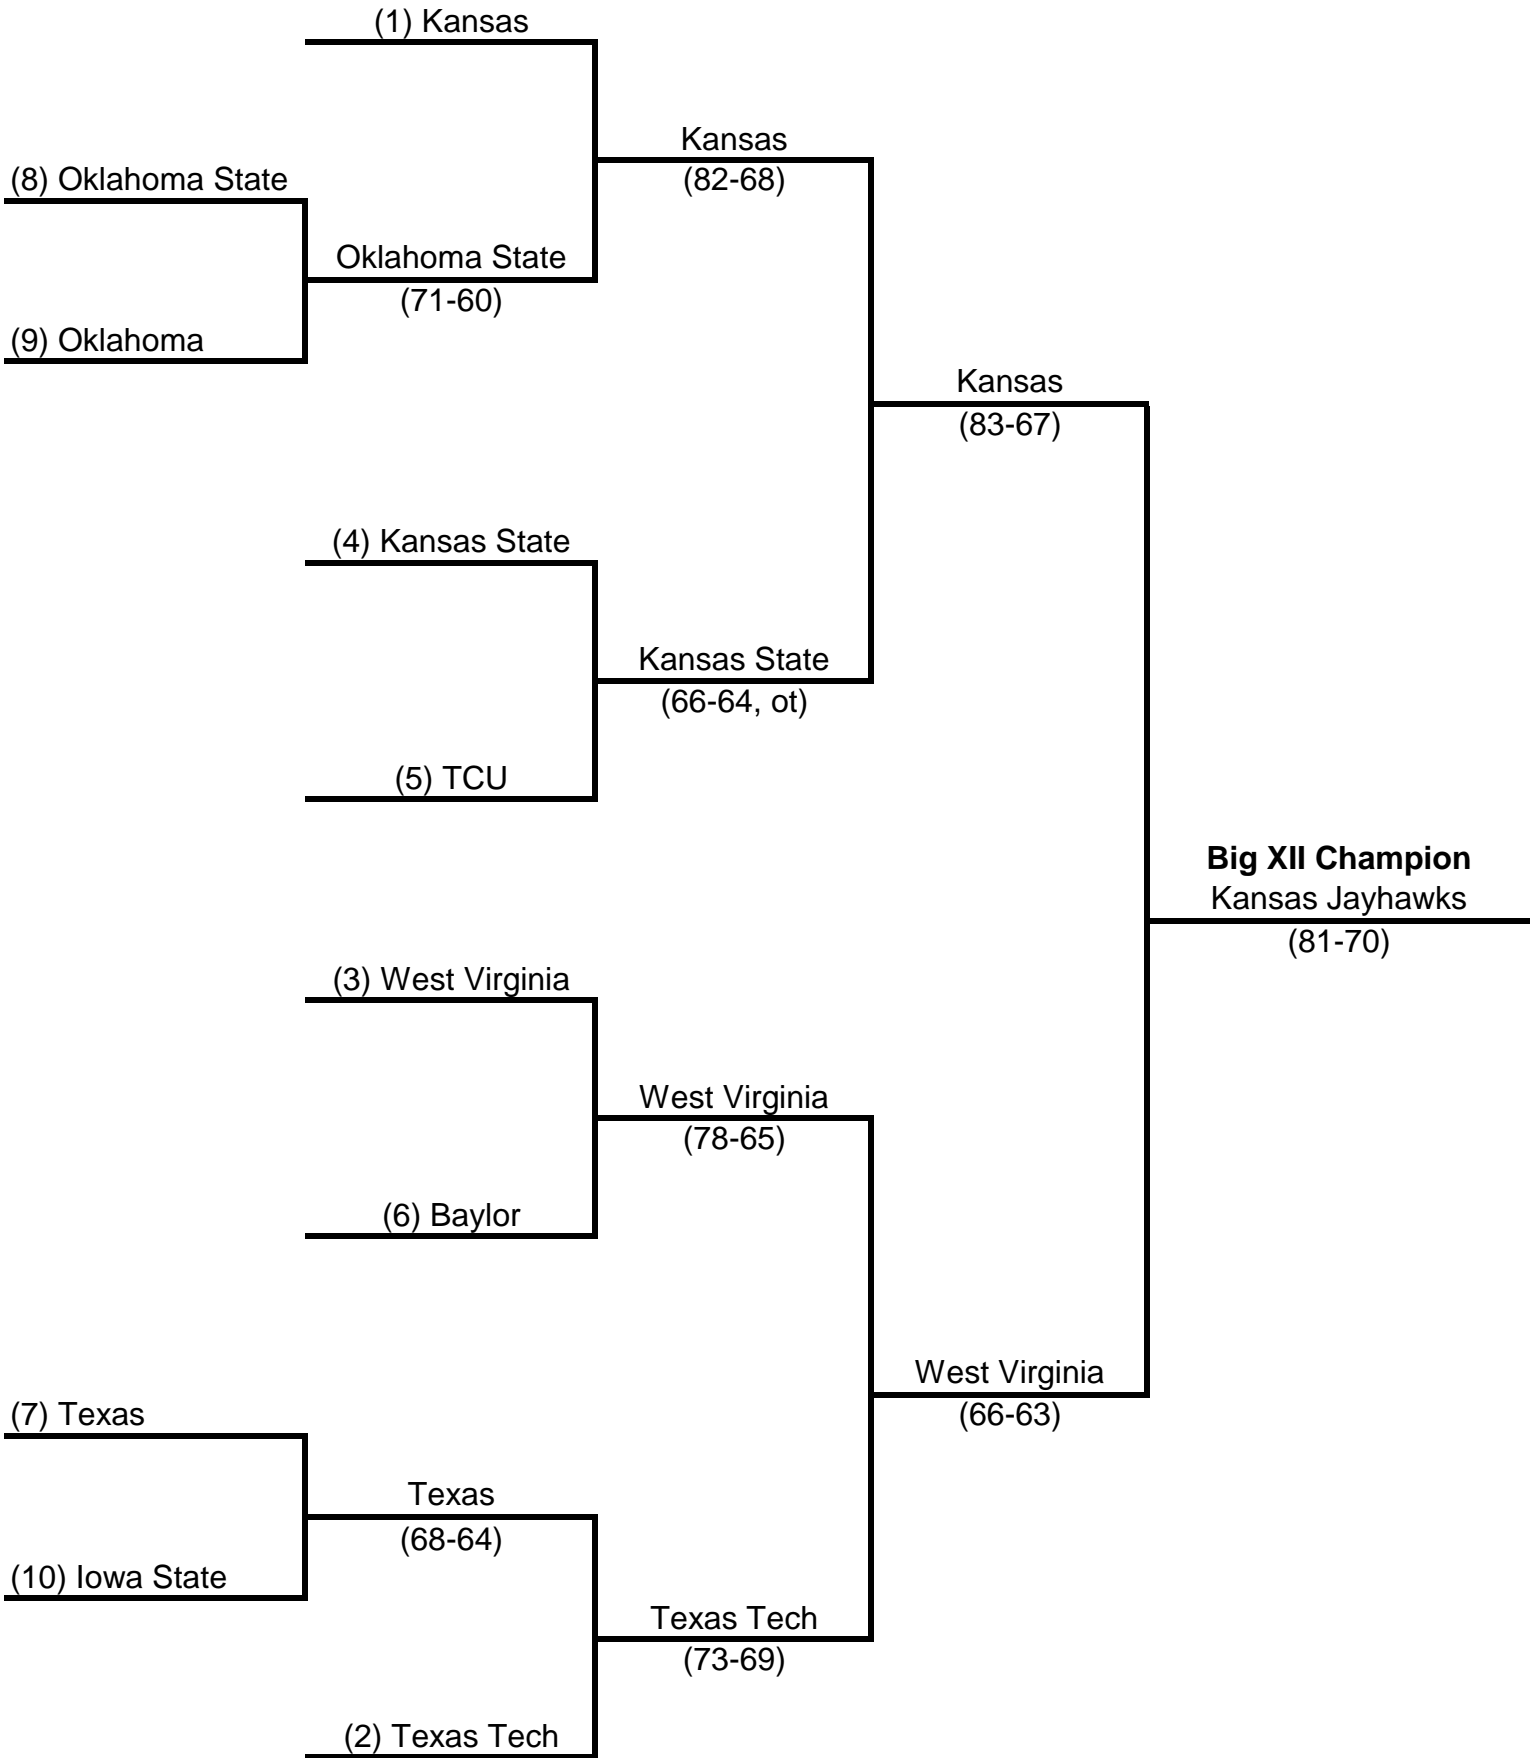 (1) Kansas
Kansas
(82-68)
(8) Oklahoma State
Oklahoma State
(71-60)
(9) Oklahoma
Kansas
(83-67)
(4) Kansas State
Kansas State
(66-64, ot)
(5) TCU
Big XII Champion
Kansas Jayhawks
(81-70)
(3) West Virginia
West Virginia
(78-65)
(6) Baylor
West Virginia
(66-63)
(7) Texas
Texas
(68-64)
(10) Iowa State
Texas Tech
(73-69)
(2) Texas Tech